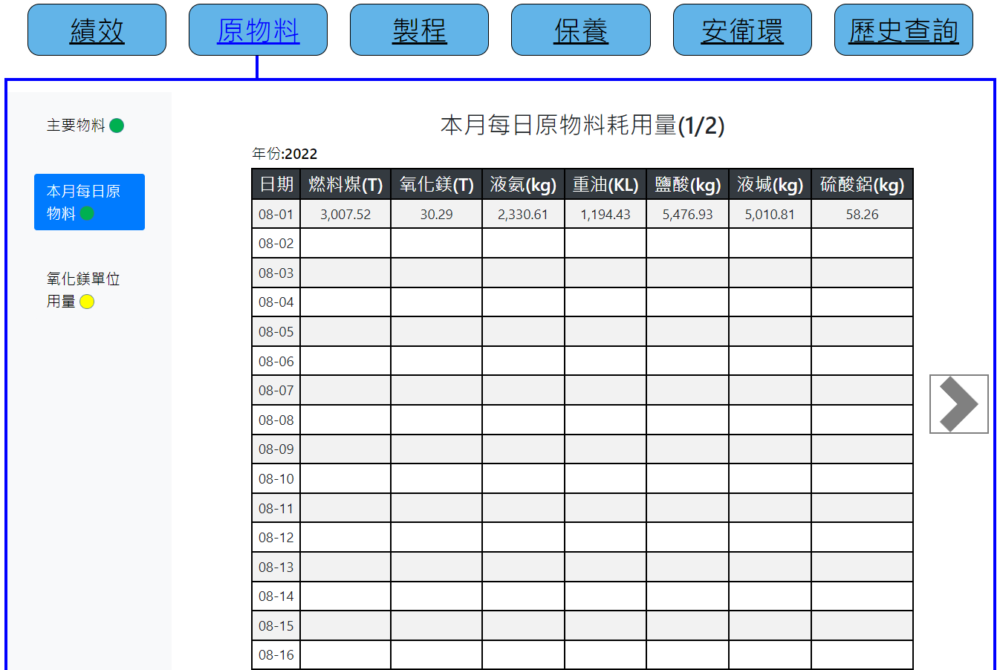 績效 原物料 製程 保養 安衛環 歷史查詢
主要物料
本月每日原
物料
氧化鎂單位
用量
本月每日原物料耗用量(1/2)
年份:2022
日期 燃料煤(T) 氧化鎂(T) 液氨(kg) 重油(KL) 鹽酸(kg) 液堿(kg) 硫酸鋁(kg)
08-01 3,007.52 30.29 2,330.61 1,194.43 5,476.93 5,010.81 58.26
08-02
08-03
08-04
08-05
08-06
08-07
08-08
08-09
08-10
08-11
08-12
08-13
08-14
08-15
08-16